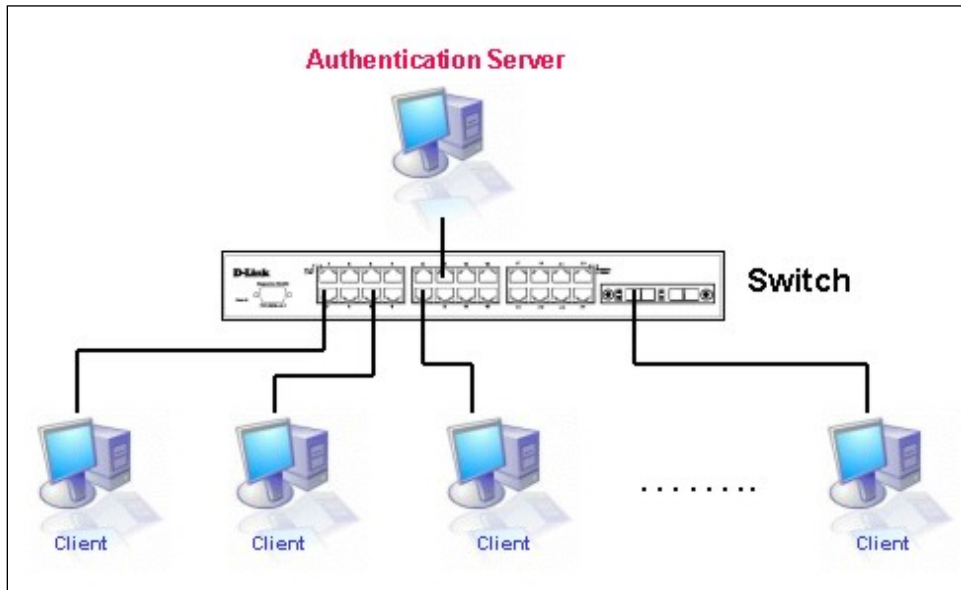 Authentication Server
D-Link
Switch
Client
Client
Client
. . . . . . . .
Client